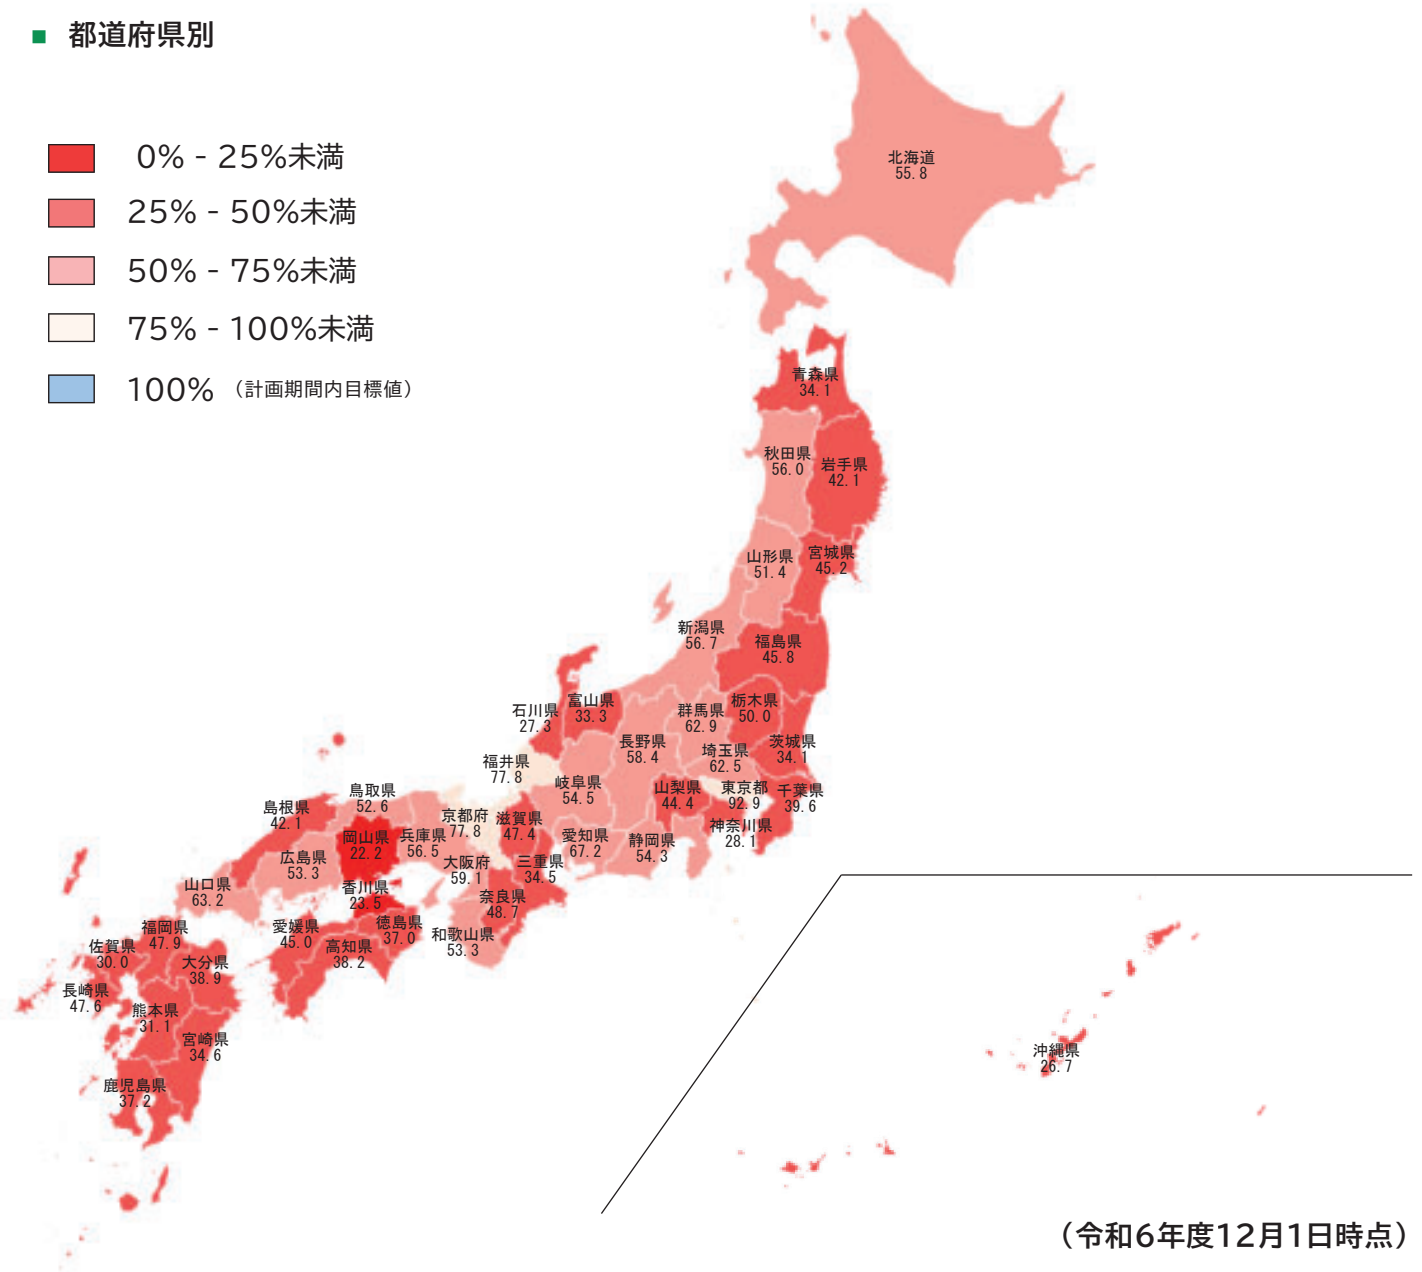 ■ 都道府県別
0% - 25%未満
25% - 50%未満
50% - 75%未満
75% - 100%未満
100% （計画期間内目標値）
北海道
55.8
青森県
34.1
秋田県
56.0
岩手県
42.1
山形県
51.4
宮城県
45.2
新潟県
56.7
福島県
45.8
石川県
27.3
富山県
33.3
群馬県
62.9
栃木県
50.0
長野県
58.4
埼玉県
62.5
茨城県
34.1
福井県
77.8
岐阜県
54.5
山梨県
44.4
東京都
92.9
千葉県
39.6
神奈川県
28.1
島根県
42.1
鳥取県
52.6
岡山県
22.2
兵庫県
56.5
京都府
77.8
滋賀県
47.4
愛知県
67.2
静岡県
54.3
広島県
53.3
大阪府
59.1
三重県
34.5
山口県
63.2
香川県
23.5
奈良県
48.7
福岡県
47.9
愛媛県
45.0
徳島県
37.0
和歌山県
53.3
佐賀県
30.0
大分県
38.9
高知県
38.2
長崎県
47.6
熊本県
31.1
宮崎県
34.6
鹿児島県
37.2
沖縄県
26.7
（令和6年度12月1日時点）